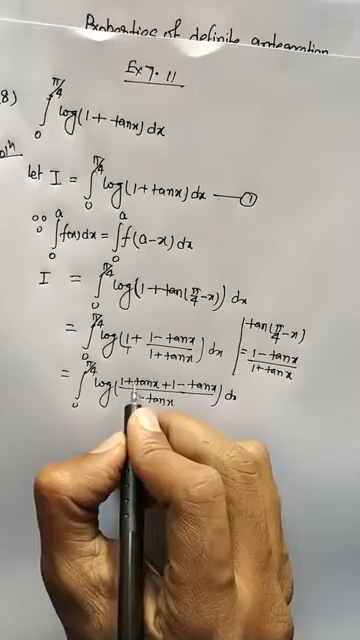 Properties of definite integration
Ex 7.11
8) ∫₀^(π/4) log(1 + tanx) dx
Solⁿ
let I = ∫₀^(π/4) log(1 + tanx) dx — ①
∵ ∫₀^a f(x) dx = ∫₀^a f(a-x) dx
I = ∫₀^(π/4) log(1 + tan(π/4 - x)) dx
= ∫₀^(π/4) log(1 + (1 - tanx)/(1 + tanx)) dx | tan(π/4 - x) = (1 - tanx)/(1 + tanx)
= ∫₀^(π/4) log((1 + tanx + 1 - tanx)/( tanx)) dx